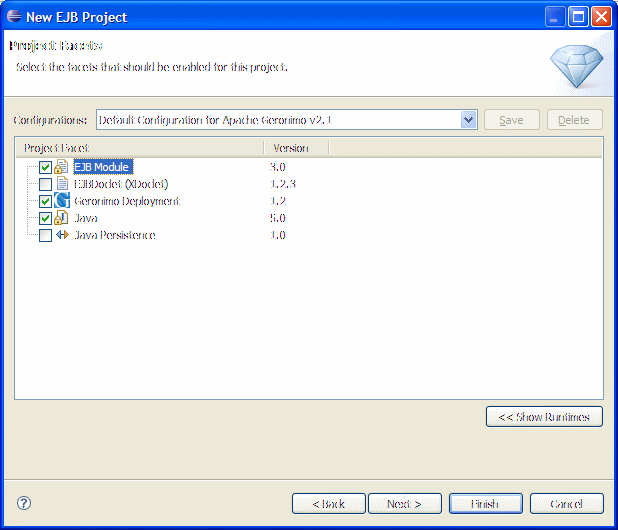 New EJB Project
Project Facets
Select the facets that should be enabled for this project.
Configurations: Default Configuration for Apache Geronimo v2.1 Save Delete
Project Facet Version
EJB Module 3.0
EJBDoclet (XDoclet) 1.2.3
Geronimo Deployment 1.2
Java 5.0
Java Persistence 1.0
<< Show Runtimes
? < Back Next > Finish Cancel